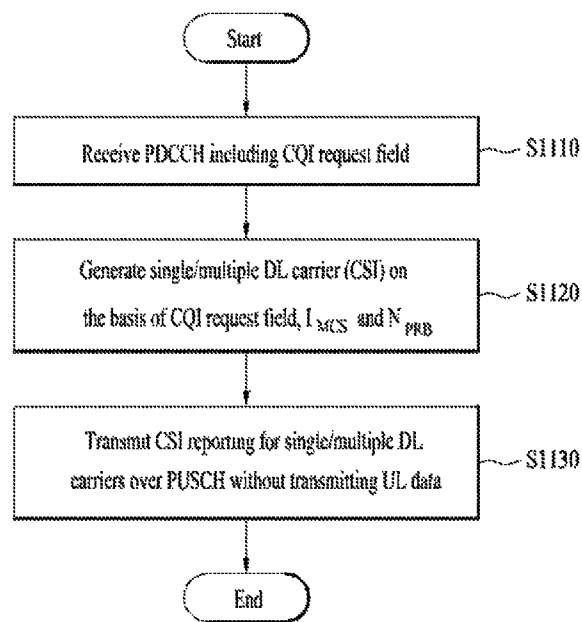 Start
Receive PDCCH including CQI request field
S1110
Generate single/multiple DL carrier (CSI) on
the basis of CQI request field, I MCS and N PRB
S1120
Transmit CSI reporting for single/multiple DL
carriers over PUSCH without transmitting UL data
S1130
End